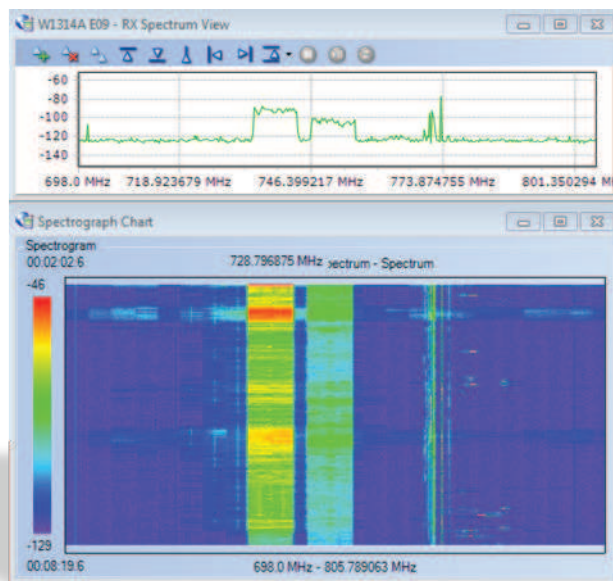 W1314A E09 - RX Spectrum View
-60
-80
-100
-120
-140
698.0 MHz 718.923679 MHz 746.399217 MHz 773.874755 MHz 801.350294 M
Spectrograph Chart
Spectrogram
00.02:02.6 728.796875 MHz ectrum - Spectrum
-46
-129
00.08:19.6 698.0 MHz - 805.789063 MHz